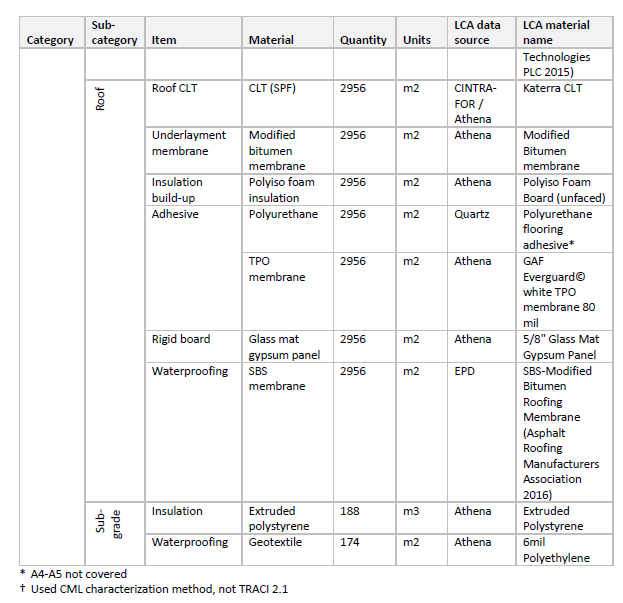 Category Sub-category Item Material Quantity Units LCA data source LCA material name
Technologies PLC 2015)
Roof Roof CLT CLT (SPF) 2956 m2 CINTRA-FOR / Athena Katerra CLT
Underlayment membrane Modified bitumen membrane 2956 m2 Athena Modified Bitumen membrane
Insulation build-up Polyiso foam insulation 2956 m2 Athena Polyiso Foam Board (unfaced)
Adhesive Polyurethane 2956 m2 Quartz Polyurethane flooring adhesive*
TPO membrane 2956 m2 Athena GAF Everguard© white TPO membrane 80 mil
Rigid board Glass mat gypsum panel 2956 m2 Athena 5/8" Glass Mat Gypsum Panel
Waterproofing SBS membrane 2956 m2 EPD SBS-Modified Bitumen Roofing Membrane (Asphalt Roofing Manufacturers Association 2016)
Sub-grade Insulation Extruded polystyrene 188 m3 Athena Extruded Polystyrene
Waterproofing Geotextile 174 m2 Athena 6mil Polyethylene
* A4-A5 not covered
† Used CML characterization method, not TRACI 2.1